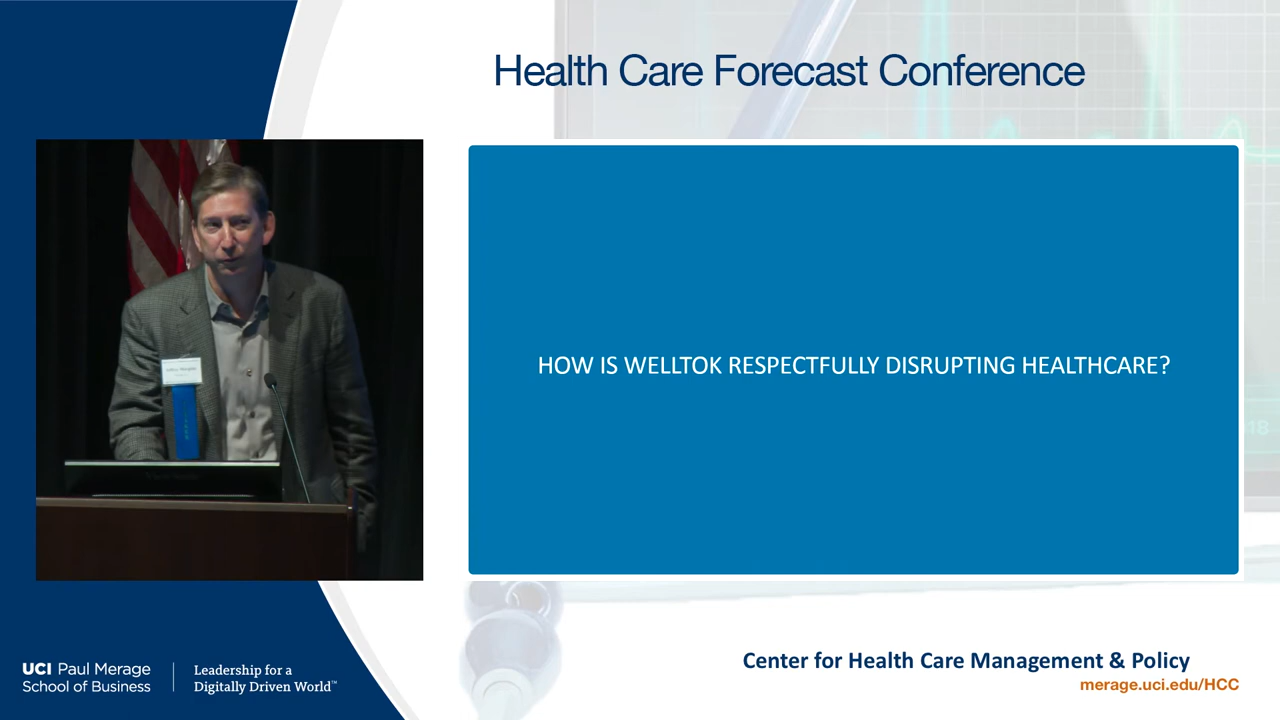 Health Care Forecast Conference
HOW IS WELLTOK RESPECTFULLY DISRUPTING HEALTHCARE?
18
UCI Paul Merage
School of Business
Leadership for a
Digitally Driven World™
Center for Health Care Management & Policy
merage.uci.edu/HCC